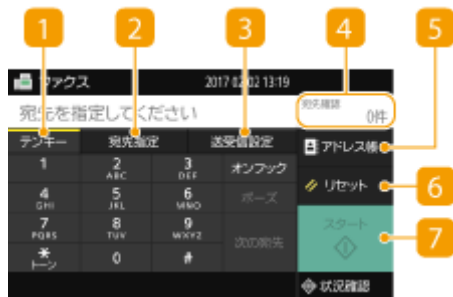 1 2 3 4 5
ファクス 2017 02/02 13:19
宛先を指定してください 宛先確認 0件
テンキー 宛先指定 送受信設定 アドレス帳
1 2 ABC 3 DEF オンフック
4 GHI 5 JKL 6 MNO ポーズ リセット 6
7 PQRS 8 TUV 9 WXYZ 次の宛先 スタート 7
* トーン 0 #
状況確認